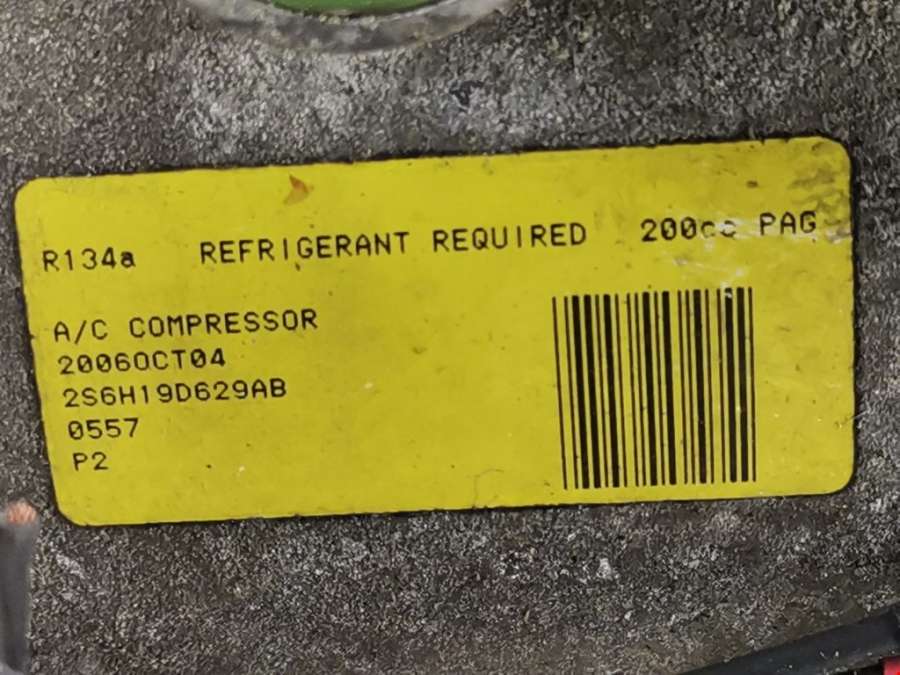 R134a REFRIGERANT REQUIRED 200cc PAG
A/C COMPRESSOR
2006OCT04
2S6H19D629AB
0557
P2